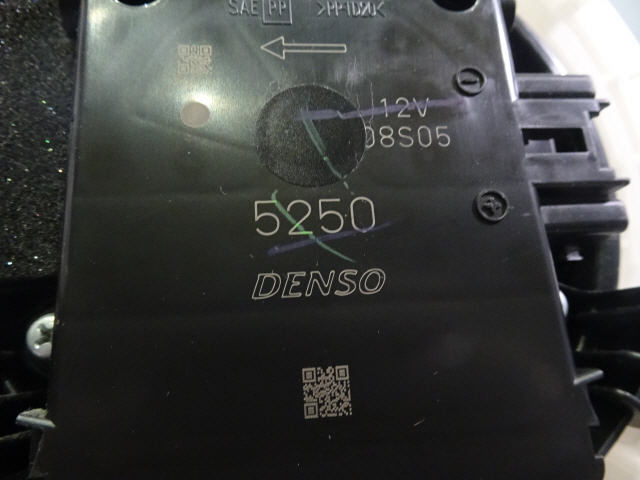 SAE PP >PP-TD20<
12V
08S05
5250
DENSO